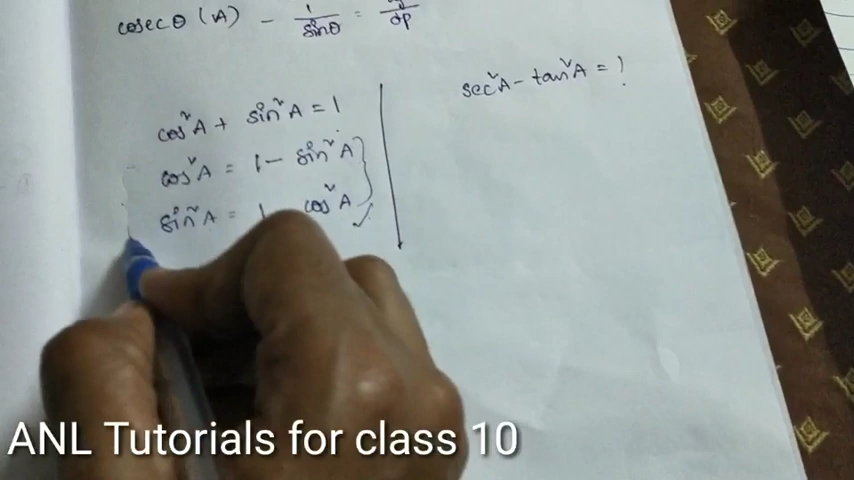 cosec θ (A) - 1/sinθ =
cos²A + sin²A = 1
cos²A = 1 - sin²A
sin²A = 1 cos²A ✓
sec²A - tan²A = ?
ANL Tutorials for class 10